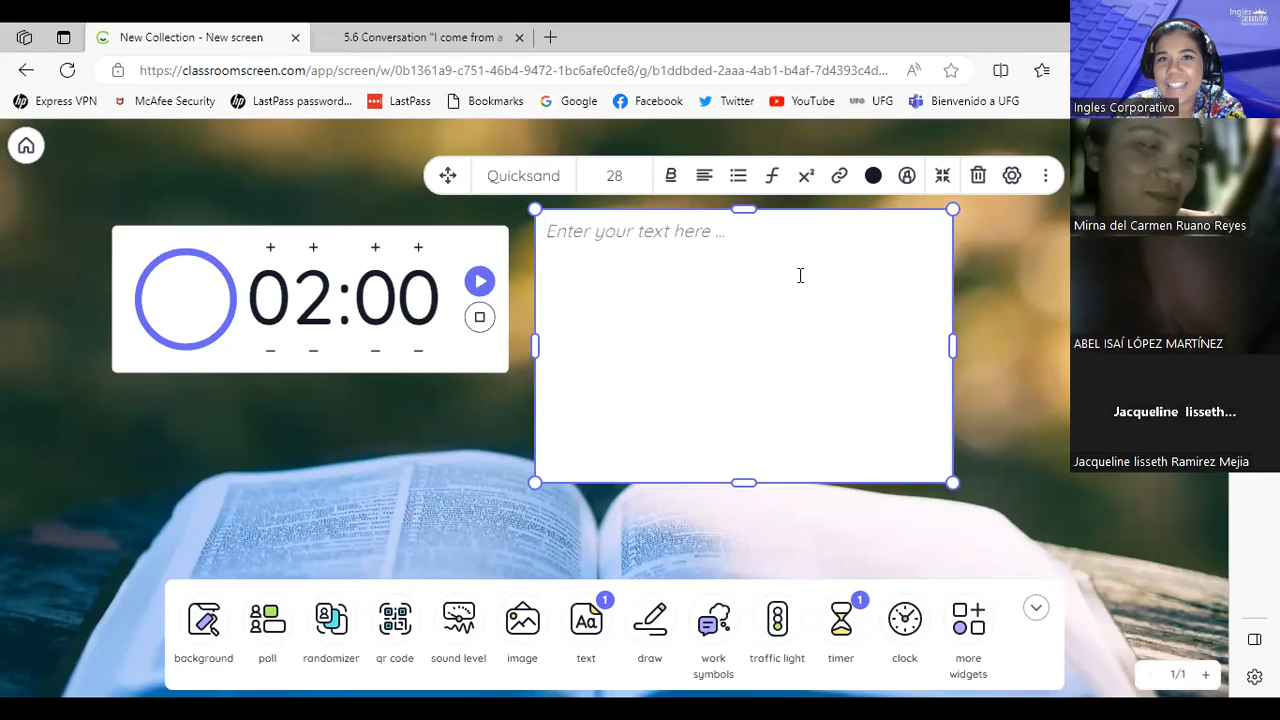 New Collection - New screen
5.6 Conversation "I come from a
https://classroomscreen.com/app/screen/w/0b1361a9-c751-46b4-9472-1bc6afe0cfe8/g/b1ddbded-2aaa-4ab1-b4af-7d4393c4d...
Express VPN
McAfee Security
LastPass password...
LastPass
Bookmarks
Google
Facebook
Twitter
YouTube
UFG
Bienvenido a UFG
Quicksand
28
Enter your text here ...
02:00
background
poll
randomizer
qr code
sound level
image
text
1
draw
work symbols
traffic light
timer
1
clock
more widgets
1/1
Ingles
Ingles Corporativo
Mirna del Carmen Ruano Reyes
ABEL ISAÍ LÓPEZ MARTÍNEZ
Jacqueline lisseth...
Jacqueline lisseth Ramirez Mejia